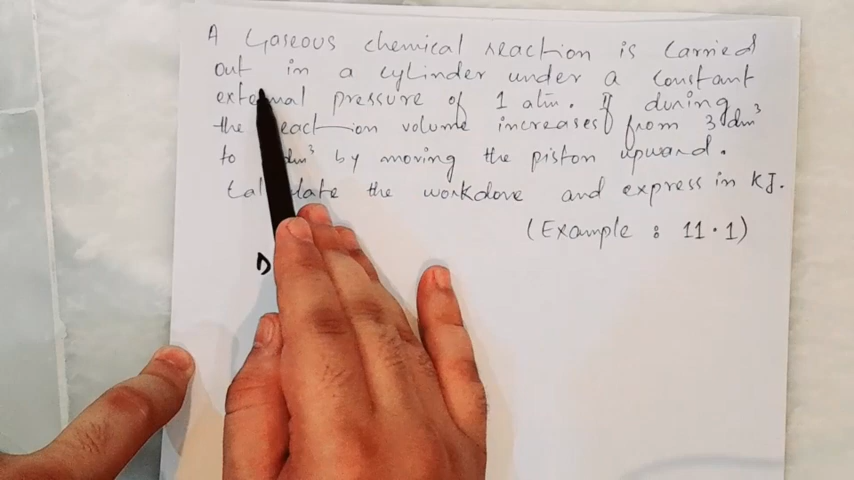 A Gaseous chemical reaction is Carried
out in a cylinder under a constant
external pressure of 1 atm. If during
the reaction volume increases from 3 dm³
to dm³ by moving the piston upward.
Calculate the workdone and express in KJ.
(Example : 11.1)